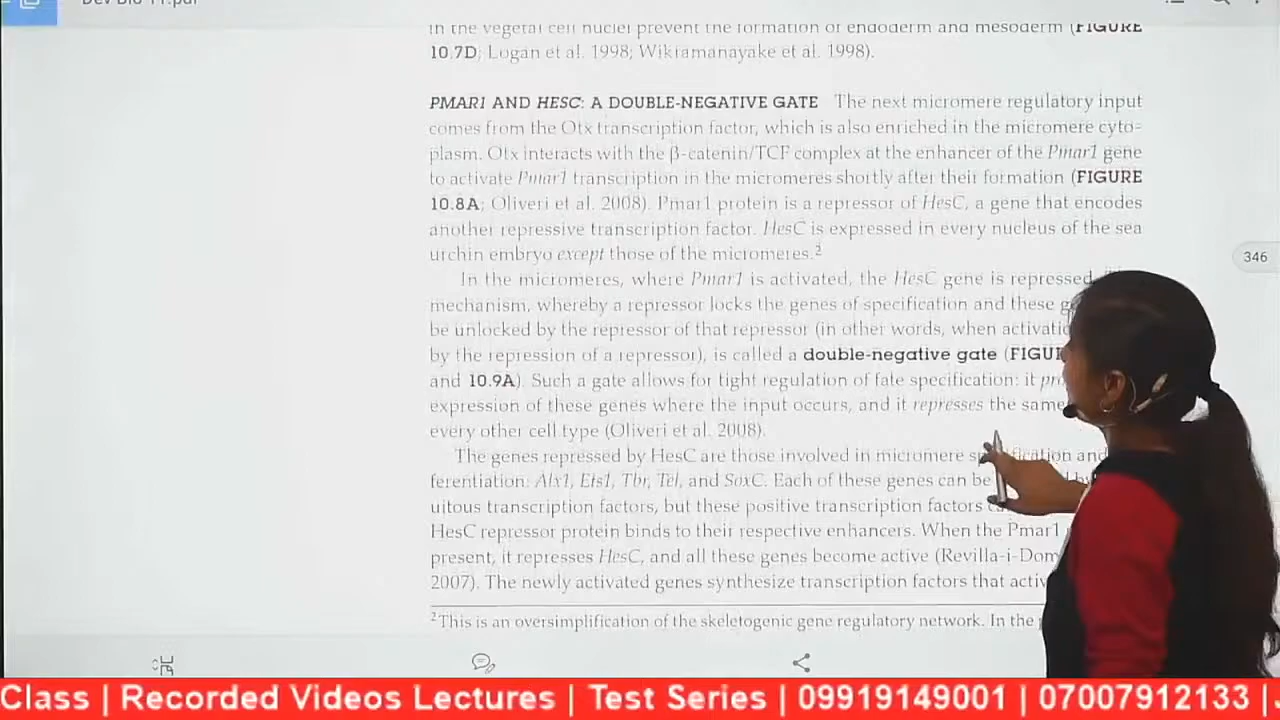 Dev Bio 11.pdf
in the vegetal cell nuclei prevent the formation of endoderm and mesoderm (FIGURE
10.7D; Logan et al. 1998; Wikramanayake et al. 1998).
PMAR1 AND HESC: A DOUBLE-NEGATIVE GATE The next micromere regulatory input
comes from the Otx transcription factor, which is also enriched in the micromere cyto-
plasm. Otx interacts with the β-catenin/TCF complex at the enhancer of the Pmar1 gene
to activate Pmar1 transcription in the micromeres shortly after their formation (FIGURE
10.8A; Oliveri et al. 2008). Pmar1 protein is a repressor of HesC, a gene that encodes
another repressive transcription factor. HesC is expressed in every nucleus of the sea
urchin embryo except those of the micromeres.2
346
In the micromeres, where Pmar1 is activated, the HesC gene is repressed.
mechanism, whereby a repressor locks the genes of specification and these
be unlocked by the repressor of that repressor (in other words, when
by the repression of a repressor), is called a double-negative gate
and 10.9A). Such a gate allows for tight regulation of fate specification: it
expression of these genes where the input occurs, and it represses the same
every other cell type (Oliveri et al. 2008).
The genes repressed by HesC are those involved in micromere and
ferentiation: Alx1, Ets1, Tbr, Tel, and SoxC. Each of these genes can be
uitous transcription factors, but these positive transcription factors
HesC repressor protein binds to their respective enhancers. When the Pmar1
present, it represses HesC, and all these genes become active
2007). The newly activated genes synthesize transcription factors that
2This is an oversimplification of the skeletogenic gene regulatory network. In the
Class | Recorded Videos Lectures | Test Series | 09919149001 | 07007912133 |